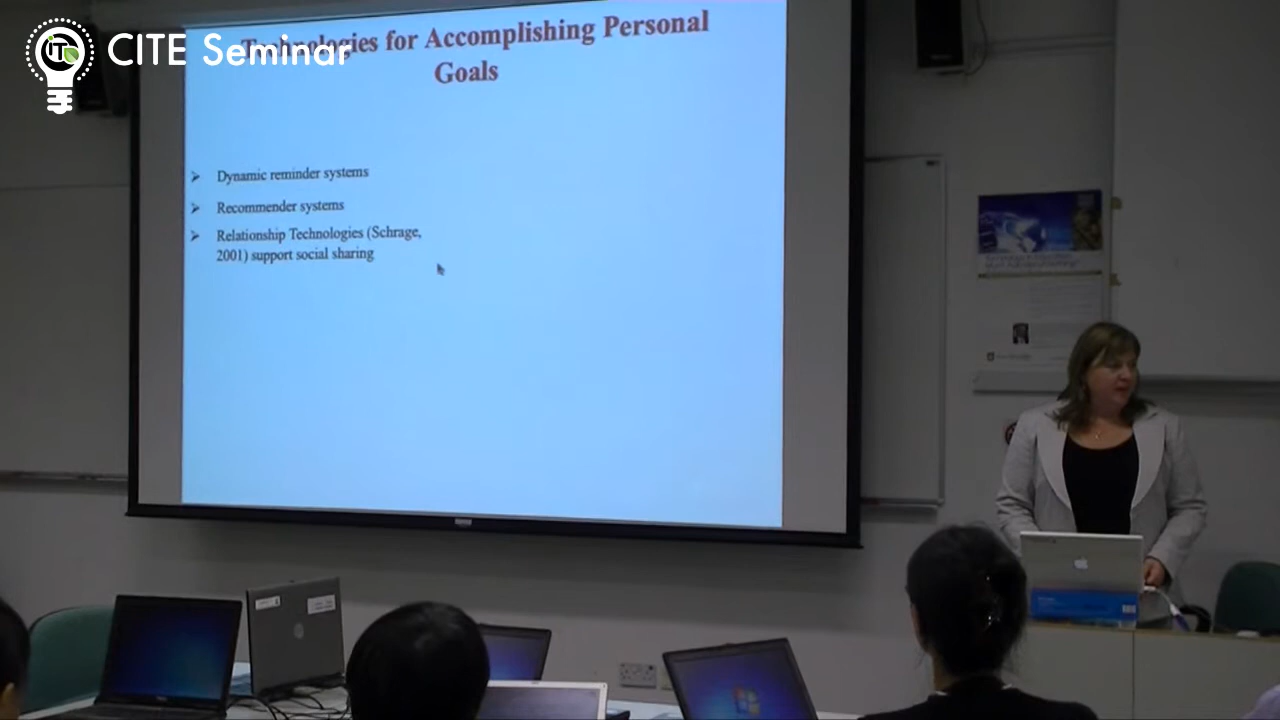 CITE Seminar
Technologies for Accomplishing Personal
Goals
Dynamic reminder systems
Recommender systems
Relationship Technologies (Schrage,
2001) support social sharing